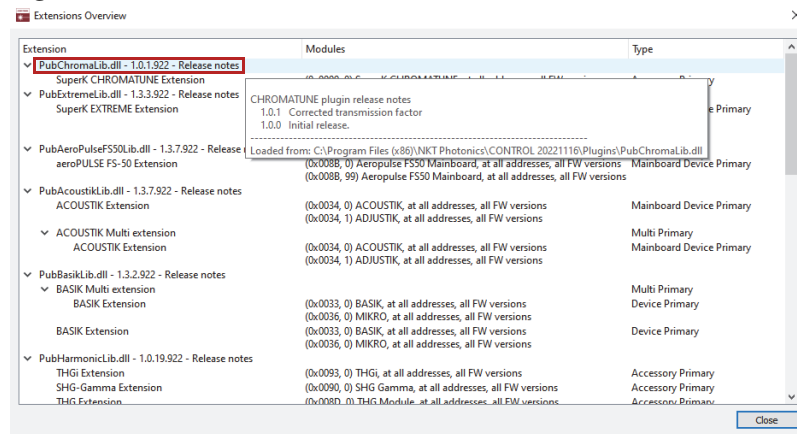 Extensions Overview
Extension Modules Type
PubChromaLib.dll - 1.0.1.922 - Release notes
SuperK CHROMATUNE Extension
PubExtremeLib.dll - 1.3.3.922 - Release notes
SuperK EXTREME Extension e Primary
CHROMATUNE plugin release notes
1.0.1 Corrected transmission factor
1.0.0 Initial release.
Loaded from: C:\Program Files (x86)\NKT Photonics\CONTROL 20221116\Plugins\PubChromaLib.dll
PubAeroPulseFS50Lib.dll - 1.3.7.922 - Release
aeroPULSE FS-50 Extension (0x008B, 0) Aeropulse FS50 Mainboard, at all addresses, all FW versions Mainboard Device Primary
(0x008B, 99) Aeropulse FS50 Mainboard, at all addresses, all FW versions
PubAcoustikLib.dll - 1.3.7.922 - Release notes
ACOUSTIK Extension (0x0034, 0) ACOUSTIK, at all addresses, all FW versions Mainboard Device Primary
(0x0034, 1) ADJUSTIK, at all addresses, all FW versions
ACOUSTIK Multi extension Multi Primary
ACOUSTIK Extension (0x0034, 0) ACOUSTIK, at all addresses, all FW versions Mainboard Device Primary
(0x0034, 1) ADJUSTIK, at all addresses, all FW versions
PubBasikLib.dll - 1.3.2.922 - Release notes
BASIK Multi extension Multi Primary
BASIK Extension (0x0033, 0) BASIK, at all addresses, all FW versions Device Primary
(0x0036, 0) MIKRO, at all addresses, all FW versions
BASIK Extension (0x0033, 0) BASIK, at all addresses, all FW versions Device Primary
(0x0036, 0) MIKRO, at all addresses, all FW versions
PubHarmonicLib.dll - 1.0.19.922 - Release notes
THGi Extension (0x0093, 0) THGi, at all addresses, all FW versions Accessory Primary
SHG-Gamma Extension (0x0090, 0) SHG Gamma, at all addresses, all FW versions Accessory Primary
THG Extension (0x008D, 0) THG Module, at all addresses, all FW versions Accessory Primary
Close